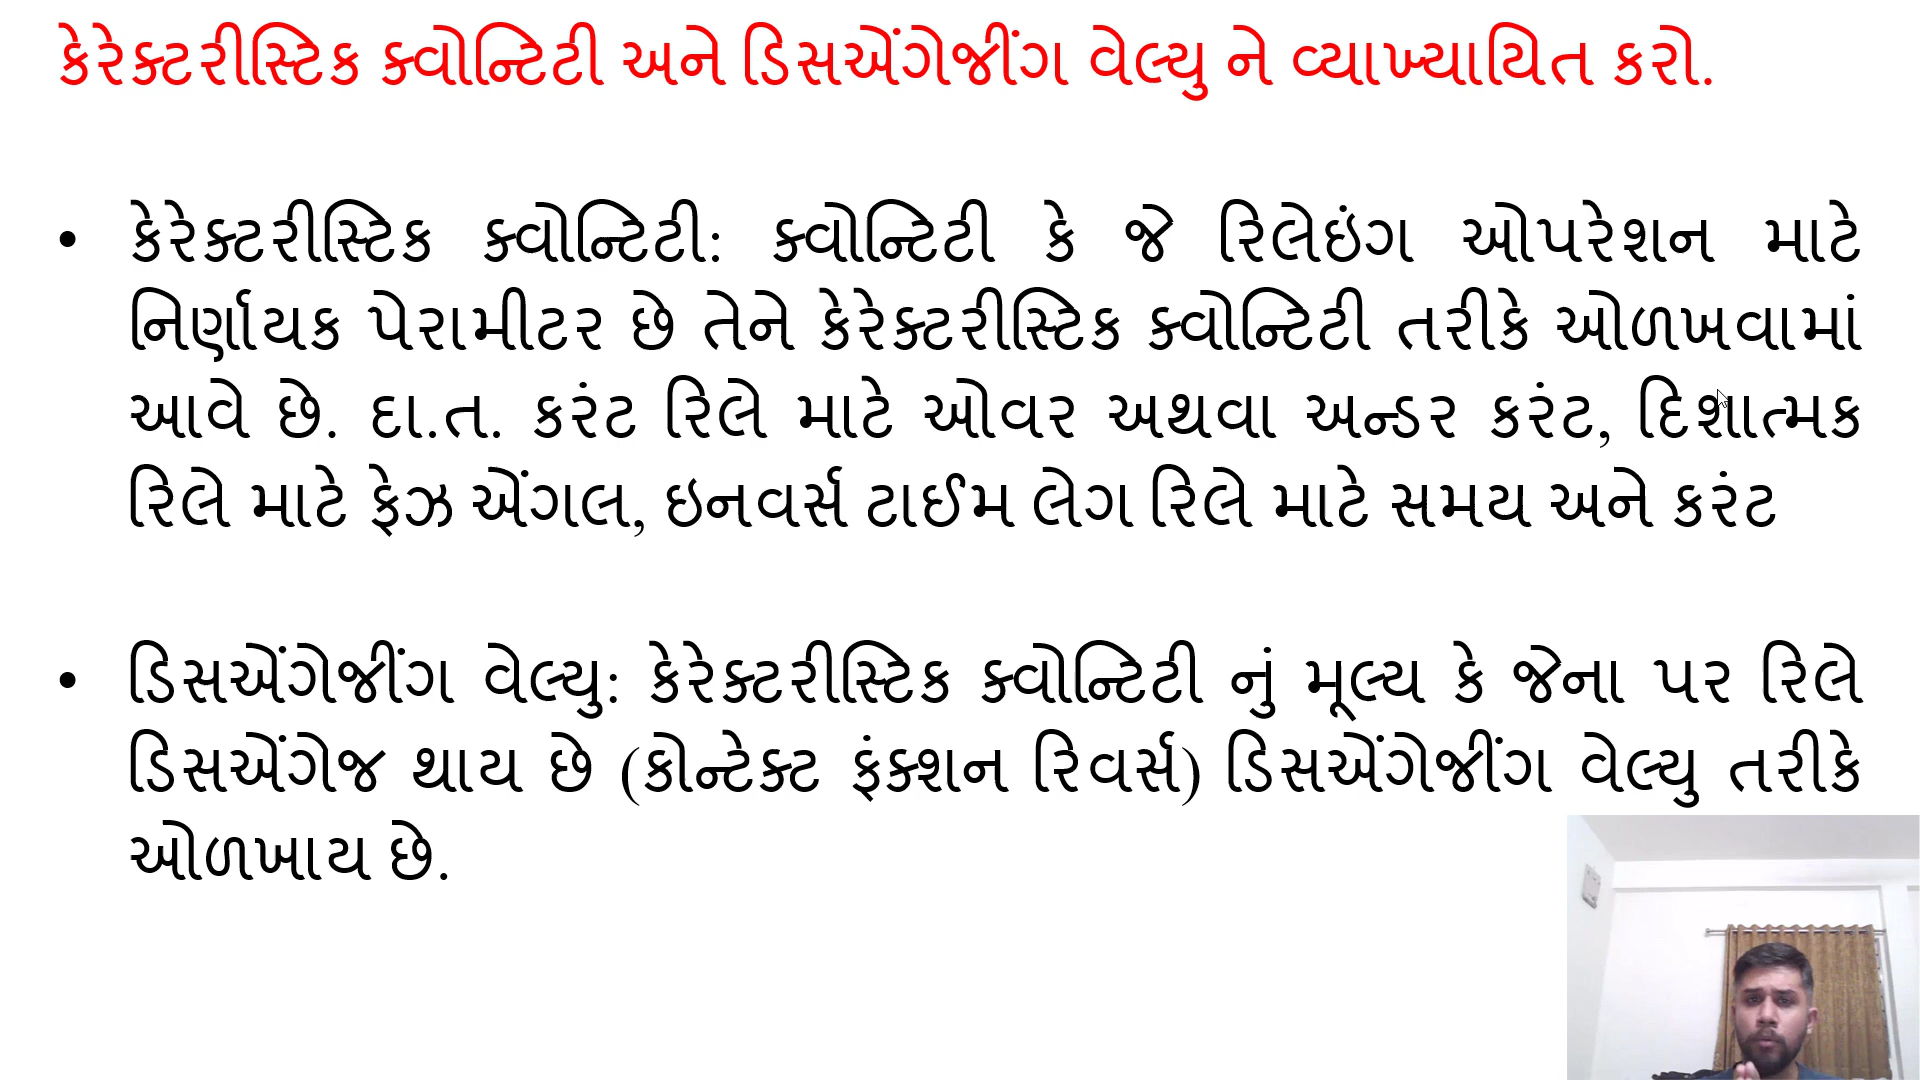 કેરેક્ટરીસ્ટિક ક્વોન્ટિટી અને ડિસએંગેજીંગ વેલ્યુ ને વ્યાખ્યાયિત કરો.
• કેરેક્ટરીસ્ટિક ક્વોન્ટિટી: ક્વોન્ટિટી કે જે રિલેઇંગ ઓપરેશન માટે
નિર્ણાયક પેરામીટર છે તેને કેરેક્ટરીસ્ટિક ક્વોન્ટિટી તરીકે ઓળખવામાં
આવે છે. દા.ત. કરંટ રિલે માટે ઓવર અથવા અન્ડર કરંટ, દિશાત્મક
રિલે માટે ફેઝ એંગલ, ઇનવર્સ ટાઈમ લેગ રિલે માટે સમય અને કરંટ
• ડિસએંગેજીંગ વેલ્યુ: કેરેક્ટરીસ્ટિક ક્વોન્ટિટી નું મૂલ્ય કે જેના પર રિલે
ડિસએંગેજ થાય છે (કોન્ટેક્ટ ફંક્શન રિવર્સ) ડિસએંગેજીંગ વેલ્યુ તરીકે
ઓળખાય છે.